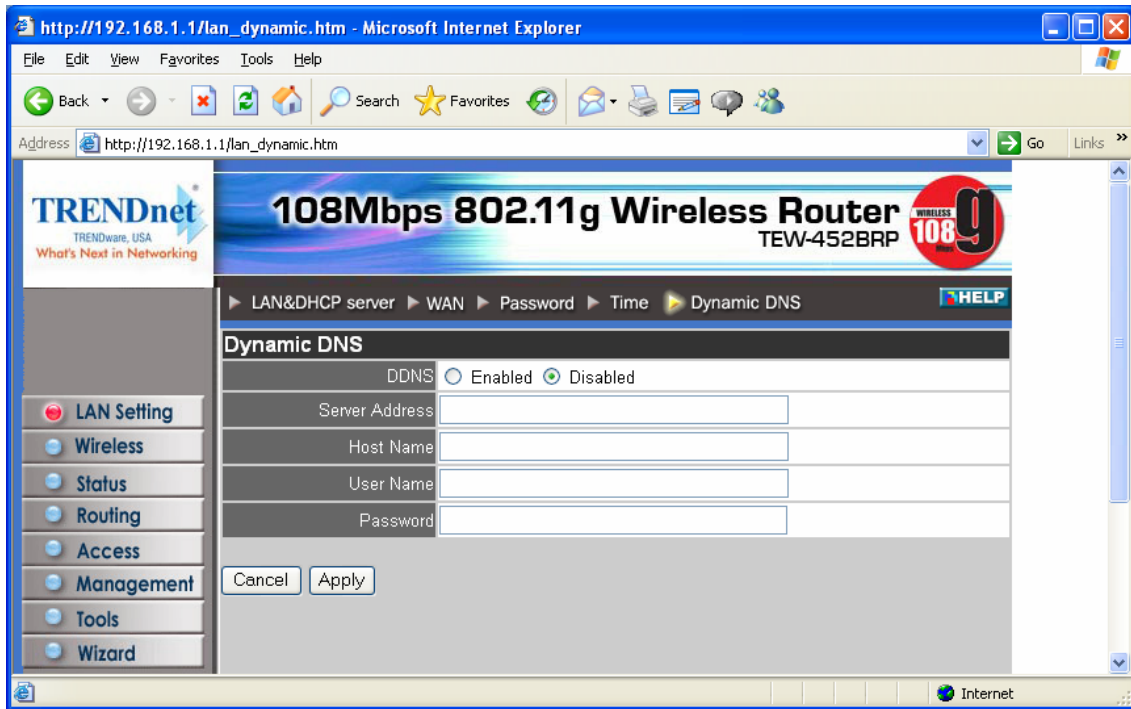 http://192.168.1.1/lan_dynamic.htm - Microsoft Internet Explorer
File Edit View Favorites Tools Help
Back Search Favorites
Address http://192.168.1.1/lan_dynamic.htm Go Links »
TRENDnet
TRENDware, USA
What's Next in Networking
108Mbps 802.11g Wireless Router
TEW-452BRP
WIRELESS
108
Mbps
g
LAN&DHCP server WAN Password Time Dynamic DNS HELP
Dynamic DNS
DDNS Enabled Disabled
Server Address
Host Name
User Name
Password
Cancel Apply
LAN Setting
Wireless
Status
Routing
Access
Management
Tools
Wizard
Internet